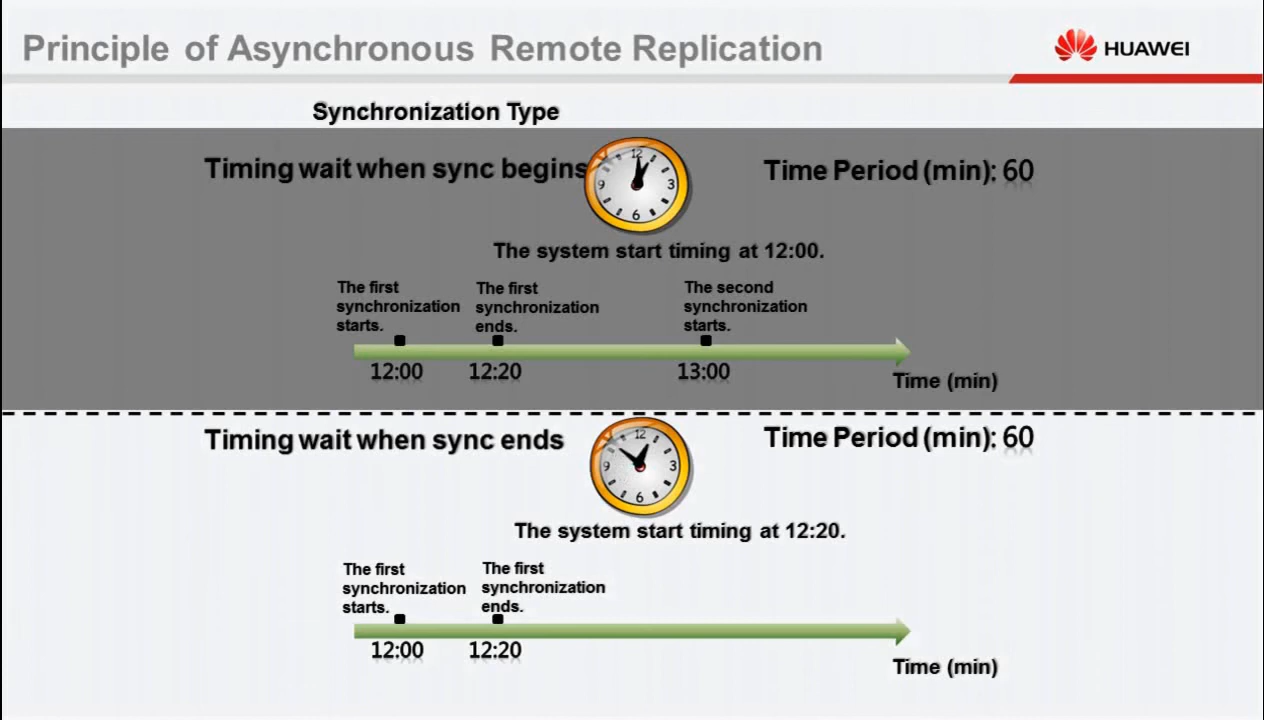 Principle of Asynchronous Remote Replication
HUAWEI
Synchronization Type
Timing wait when sync begins
12
9
3
6
Time Period (min): 60
The system start timing at 12:00.
The first
synchronization
starts.
The first
synchronization
ends.
The second
synchronization
starts.
12:00
12:20
13:00
Time (min)
Timing wait when sync ends
12
9
3
6
Time Period (min): 60
The system start timing at 12:20.
The first
synchronization
starts.
The first
synchronization
ends.
12:00
12:20
Time (min)